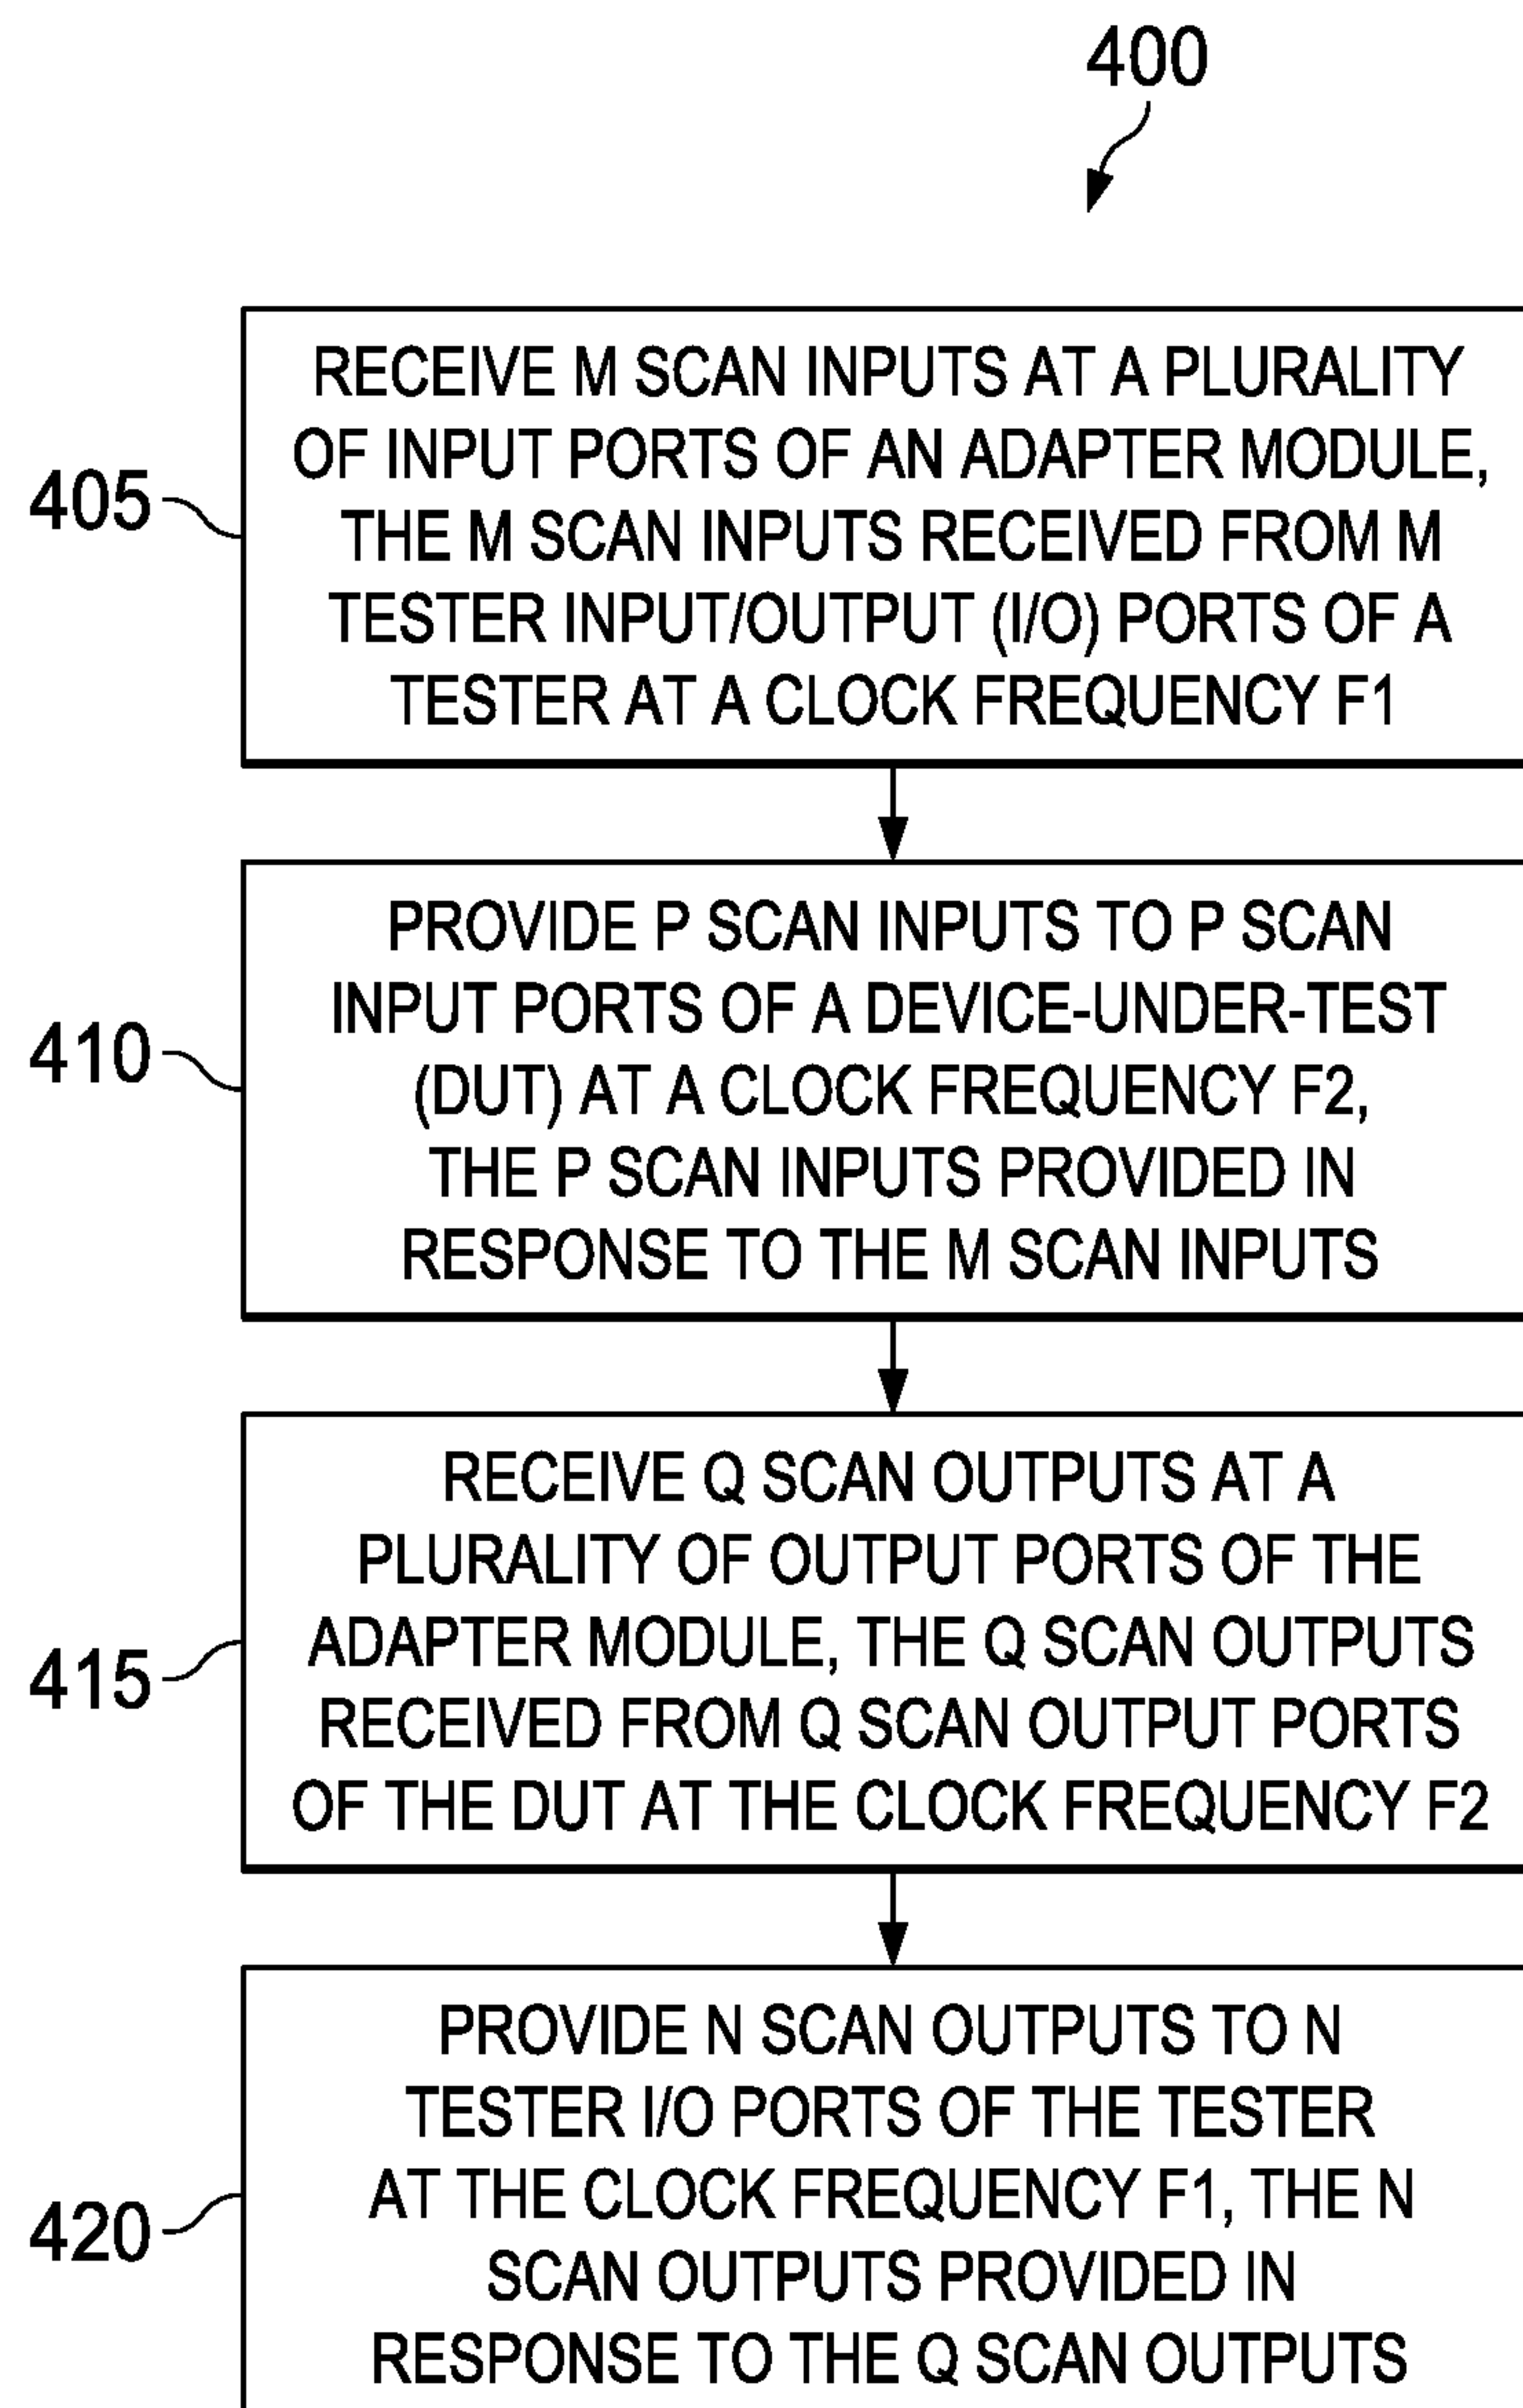 400
405
RECEIVE M SCAN INPUTS AT A PLURALITY
OF INPUT PORTS OF AN ADAPTER MODULE,
THE M SCAN INPUTS RECEIVED FROM M
TESTER INPUT/OUTPUT (I/O) PORTS OF A
TESTER AT A CLOCK FREQUENCY F1
410
PROVIDE P SCAN INPUTS TO P SCAN
INPUT PORTS OF A DEVICE-UNDER-TEST
(DUT) AT A CLOCK FREQUENCY F2,
THE P SCAN INPUTS PROVIDED IN
RESPONSE TO THE M SCAN INPUTS
415
RECEIVE Q SCAN OUTPUTS AT A
PLURALITY OF OUTPUT PORTS OF THE
ADAPTER MODULE, THE Q SCAN OUTPUTS
RECEIVED FROM Q SCAN OUTPUT PORTS
OF THE DUT AT THE CLOCK FREQUENCY F2
420
PROVIDE N SCAN OUTPUTS TO N
TESTER I/O PORTS OF THE TESTER
AT THE CLOCK FREQUENCY F1, THE N
SCAN OUTPUTS PROVIDED IN
RESPONSE TO THE Q SCAN OUTPUTS